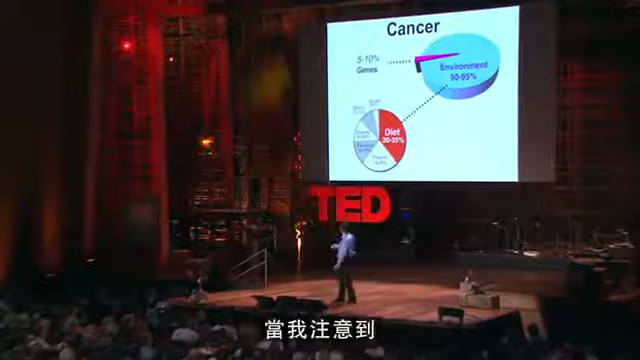 Cancer
5-10%
Genes
Environment
90-95%
Diet
30-35%
TED
當我注意到